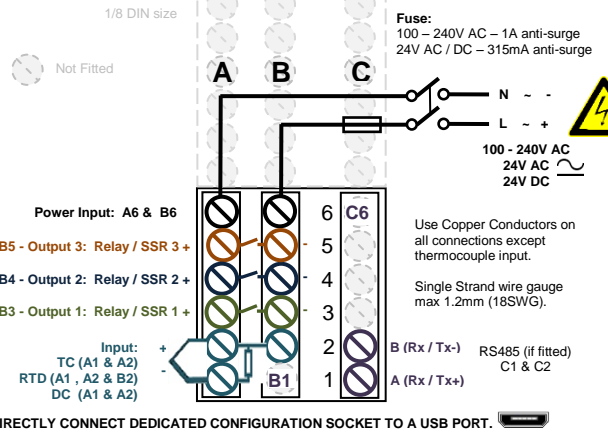 1/8 DIN size
Fuse:
100 – 240V AC – 1A anti-surge
24V AC / DC – 315mA anti-surge
Not Fitted
A B C
N ~ -
L ~ +
100 - 240V AC
24V AC
24V DC
Power Input: A6 & B6
6 C6
B5 - Output 3: Relay / SSR 3 +
- 5
B4 - Output 2: Relay / SSR 2 +
- 4
B3 - Output 1: Relay / SSR 1 +
- 3
Use Copper Conductors on
all connections except
thermocouple input.
Single Strand wire gauge
max 1.2mm (18SWG).
Input: +
TC (A1 & A2) -
RTD (A1 , A2 & B2)
DC (A1 & A2)
2 B (Rx / Tx-)
B1 1 A (Rx / Tx+)
RS485 (if fitted)
C1 & C2
DIRECTLY CONNECT DEDICATED CONFIGURATION SOCKET TO A USB PORT.